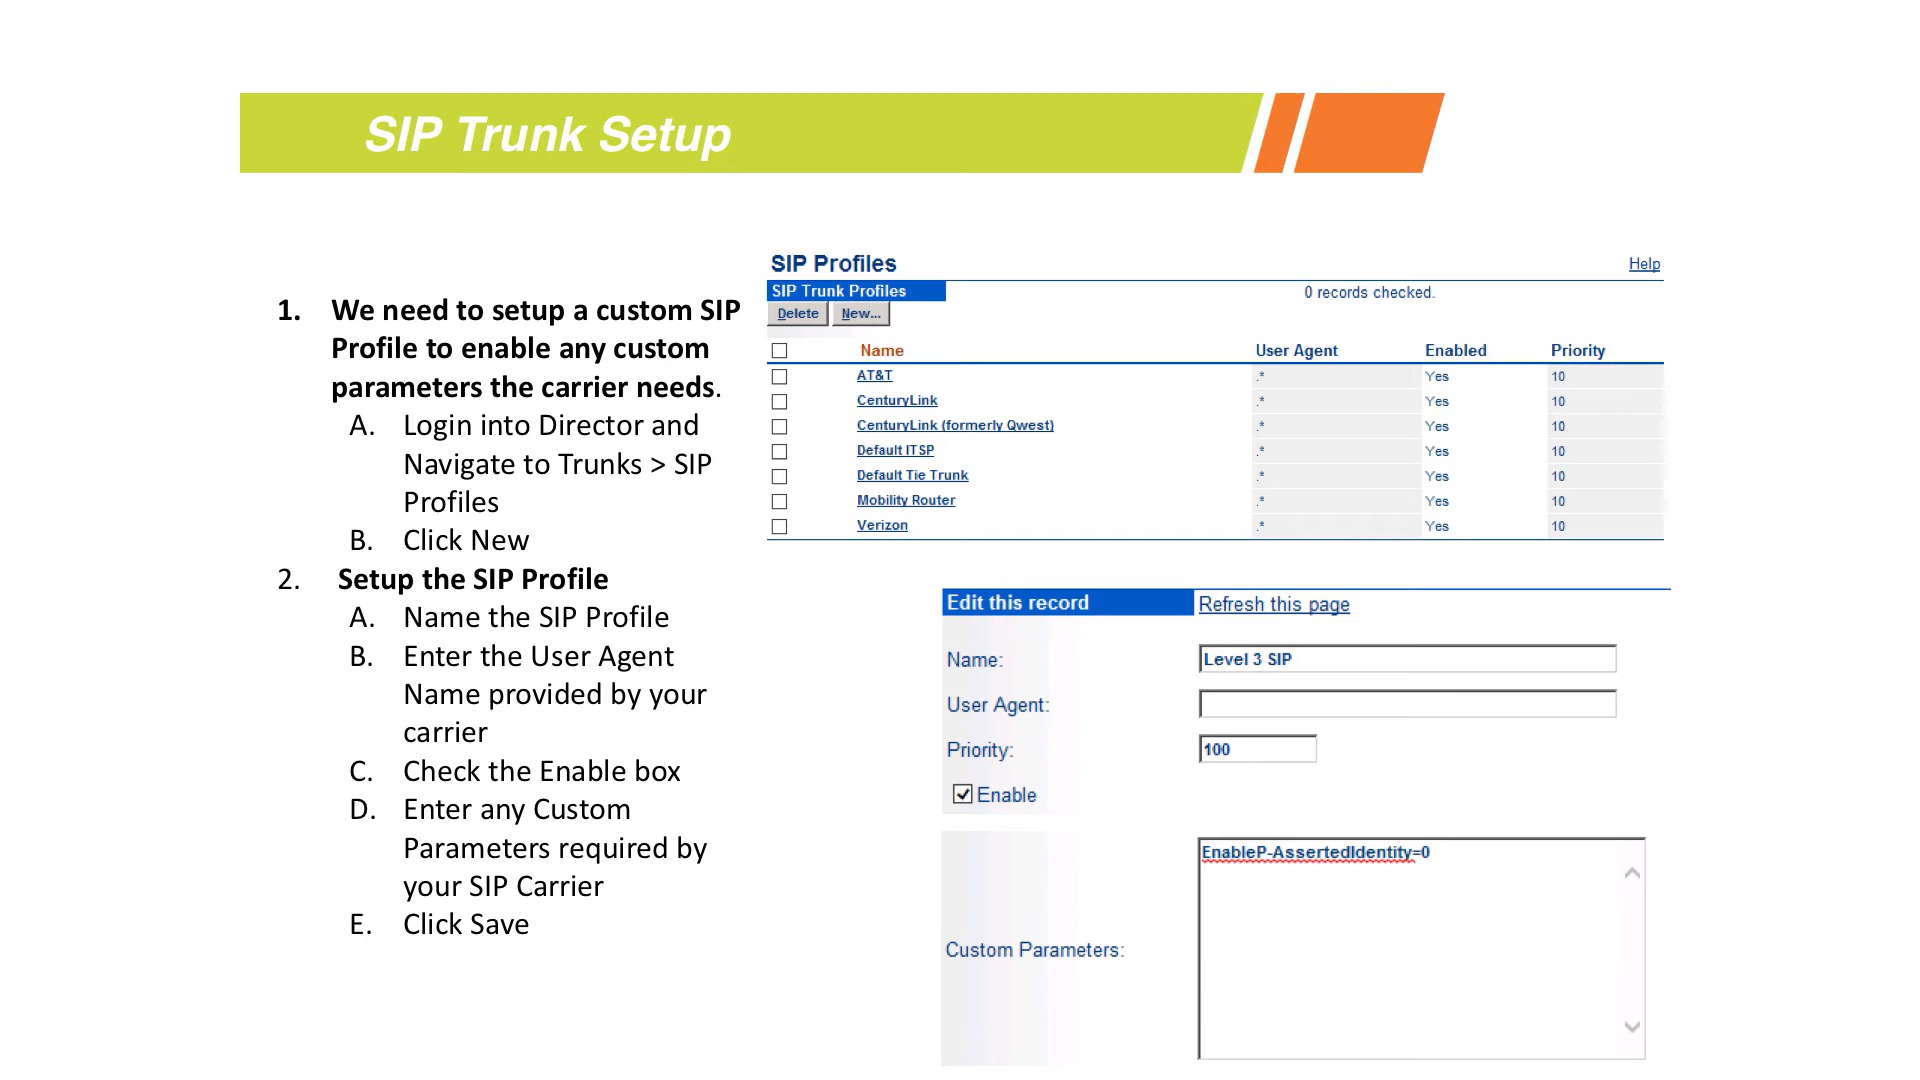 SIP Trunk Setup
1. We need to setup a custom SIP
Profile to enable any custom
parameters the carrier needs.
A. Login into Director and
Navigate to Trunks > SIP
Profiles
B. Click New
2. Setup the SIP Profile
A. Name the SIP Profile
B. Enter the User Agent
Name provided by your
carrier
C. Check the Enable box
D. Enter any Custom
Parameters required by
your SIP Carrier
E. Click Save
SIP Profiles Help
SIP Trunk Profiles 0 records checked.
Delete New...
Name User Agent Enabled Priority
AT&T .* Yes 10
CenturyLink .* Yes 10
CenturyLink (formerly Qwest) .* Yes 10
Default ITSP .* Yes 10
Default Tie Trunk .* Yes 10
Mobility Router .* Yes 10
Verizon .* Yes 10
Edit this record Refresh this page
Name: Level 3 SIP
User Agent:
Priority: 100
Enable
EnableP-AssertedIdentity=0
Custom Parameters: